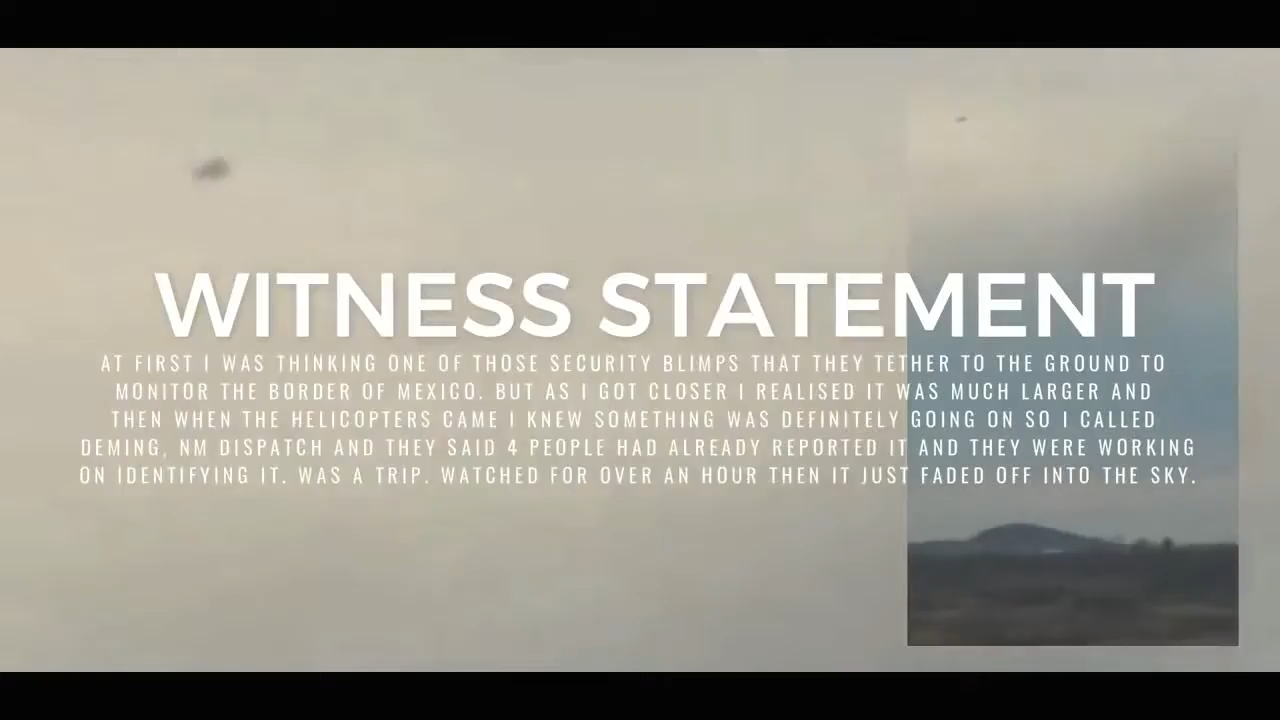 WITNESS STATEMENT
AT FIRST I WAS THINKING ONE OF THOSE SECURITY BLIMPS THAT THEY TETHER TO THE GROUND TO
MONITOR THE BORDER OF MEXICO. BUT AS I GOT CLOSER I REALISED IT WAS MUCH LARGER AND
THEN WHEN THE HELICOPTERS CAME I KNEW SOMETHING WAS DEFINITELY GOING ON SO I CALLED
DEMING, NM DISPATCH AND THEY SAID 4 PEOPLE HAD ALREADY REPORTED IT AND THEY WERE WORKING
ON IDENTIFYING IT. WAS A TRIP. WATCHED FOR OVER AN HOUR THEN IT JUST FADED OFF INTO THE SKY.